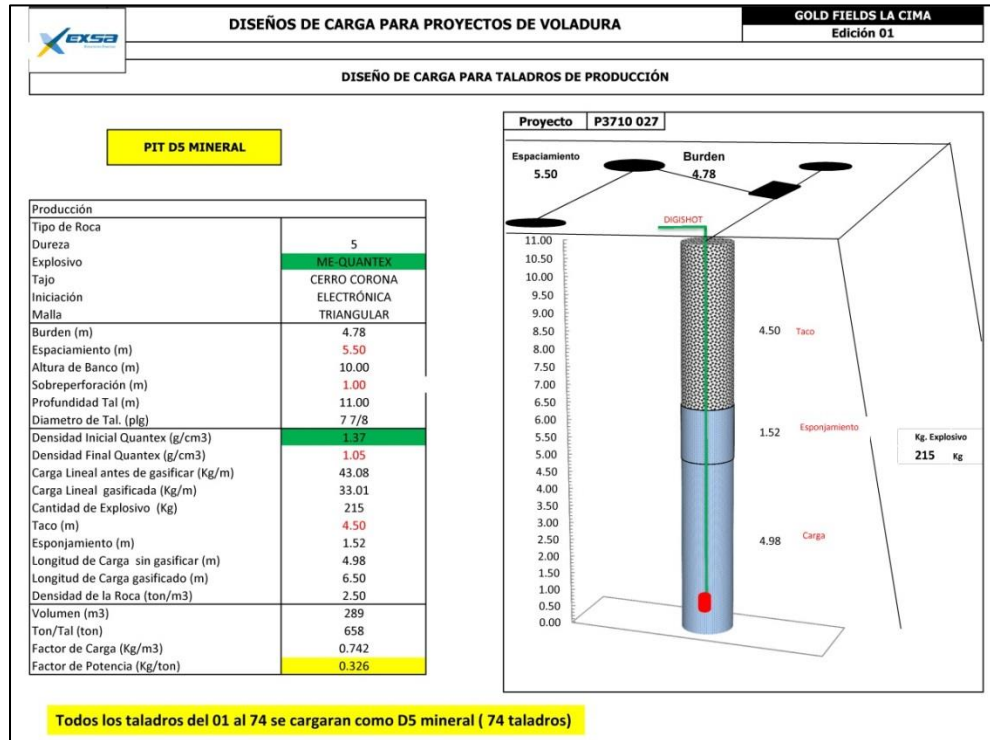 exsa
DISEÑOS DE CARGA PARA PROYECTOS DE VOLADURA
GOLD FIELDS LA CIMA
Edición 01
DISEÑO DE CARGA PARA TALADROS DE PRODUCCIÓN
PIT D5 MINERAL
Producción
Tipo de Roca
Dureza 5
Explosivo ME-QUANTEX
Tajo CERRO CORONA
Iniciación ELECTRÓNICA
Malla TRIANGULAR
Burden (m) 4.78
Espaciamiento (m) 5.50
Altura de Banco (m) 10.00
Sobreperforación (m) 1.00
Profundidad Tal (m) 11.00
Diametro de Tal. (plg) 7 7/8
Densidad Inicial Quantex (g/cm3) 1.37
Densidad Final Quantex (g/cm3) 1.05
Carga Lineal antes de gasificar (Kg/m) 43.08
Carga Lineal gasificada (Kg/m) 33.01
Cantidad de Explosivo (Kg) 215
Taco (m) 4.50
Esponjamiento (m) 1.52
Longitud de Carga sin gasificar (m) 4.98
Longitud de Carga gasificado (m) 6.50
Densidad de la Roca (ton/m3) 2.50
Volumen (m3) 289
Ton/Tal (ton) 658
Factor de Carga (Kg/m3) 0.742
Factor de Potencia (Kg/ton) 0.326
Proyecto P3710 027
Espaciamiento
5.50
Burden
4.78
DIGISHOT
11.00
10.50
10.00
9.50
9.00
8.50
8.00
7.50
7.00
6.50
6.00
5.50
5.00
4.50
4.00
3.50
3.00
2.50
2.00
1.50
1.00
0.50
0.00
4.50 Taco
1.52 Esponjamiento
4.98 Carga
Kg. Explosivo
215 Kg
Todos los taladros del 01 al 74 se cargaran como D5 mineral ( 74 taladros)